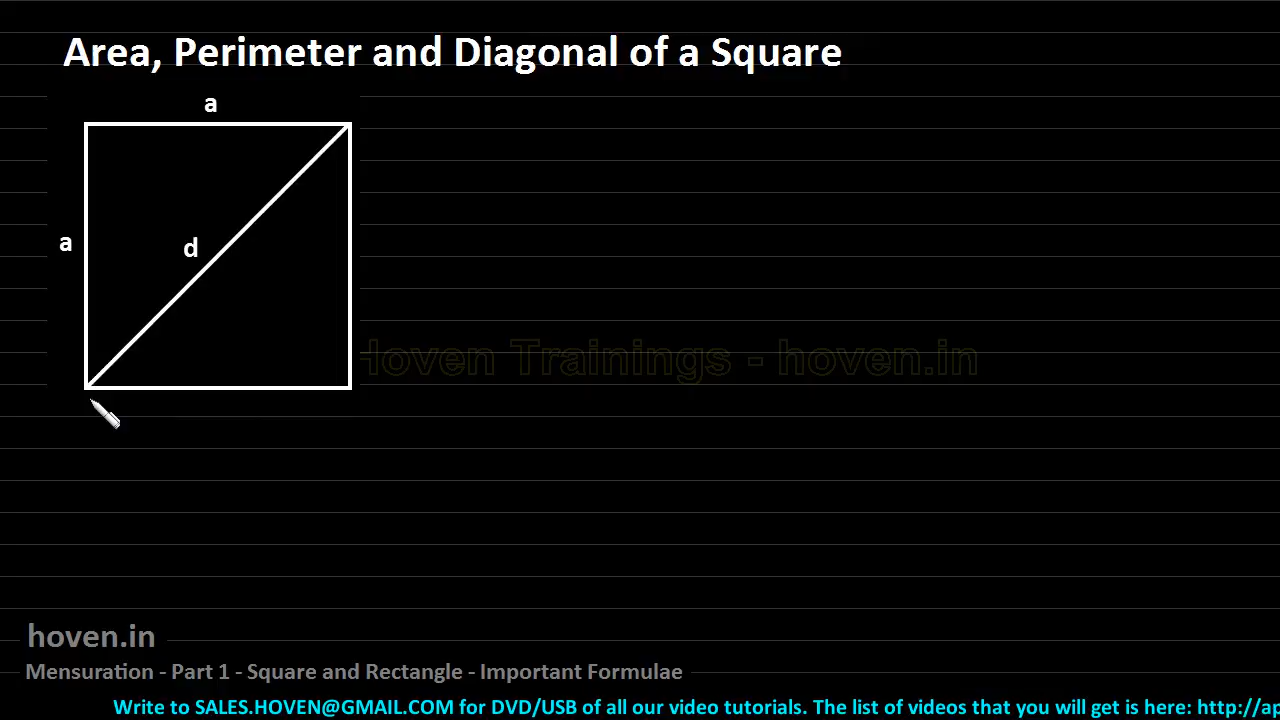 Area, Perimeter and Diagonal of a Square
a
a
d
Hoven Trainings - hoven.in
hoven.in
Mensuration - Part 1 - Square and Rectangle - Important Formulae
Write to SALES.HOVEN@GMAIL.COM for DVD/USB of all our video tutorials. The list of videos that you will get is here: http://ap